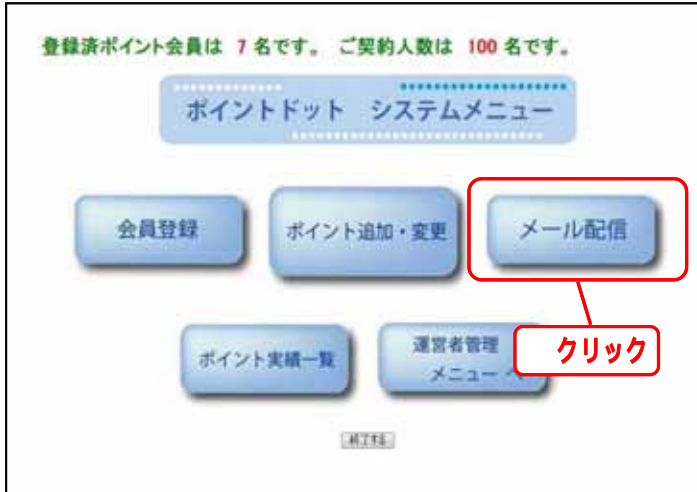 登録済ポイント会員は 7 名です。 ご契約人数は 100 名です。
ポイントドット システムメニュー
会員登録
ポイント追加・変更
メール配信
ポイント実績一覧
運営者管理
メニュー へ
クリック
終了する